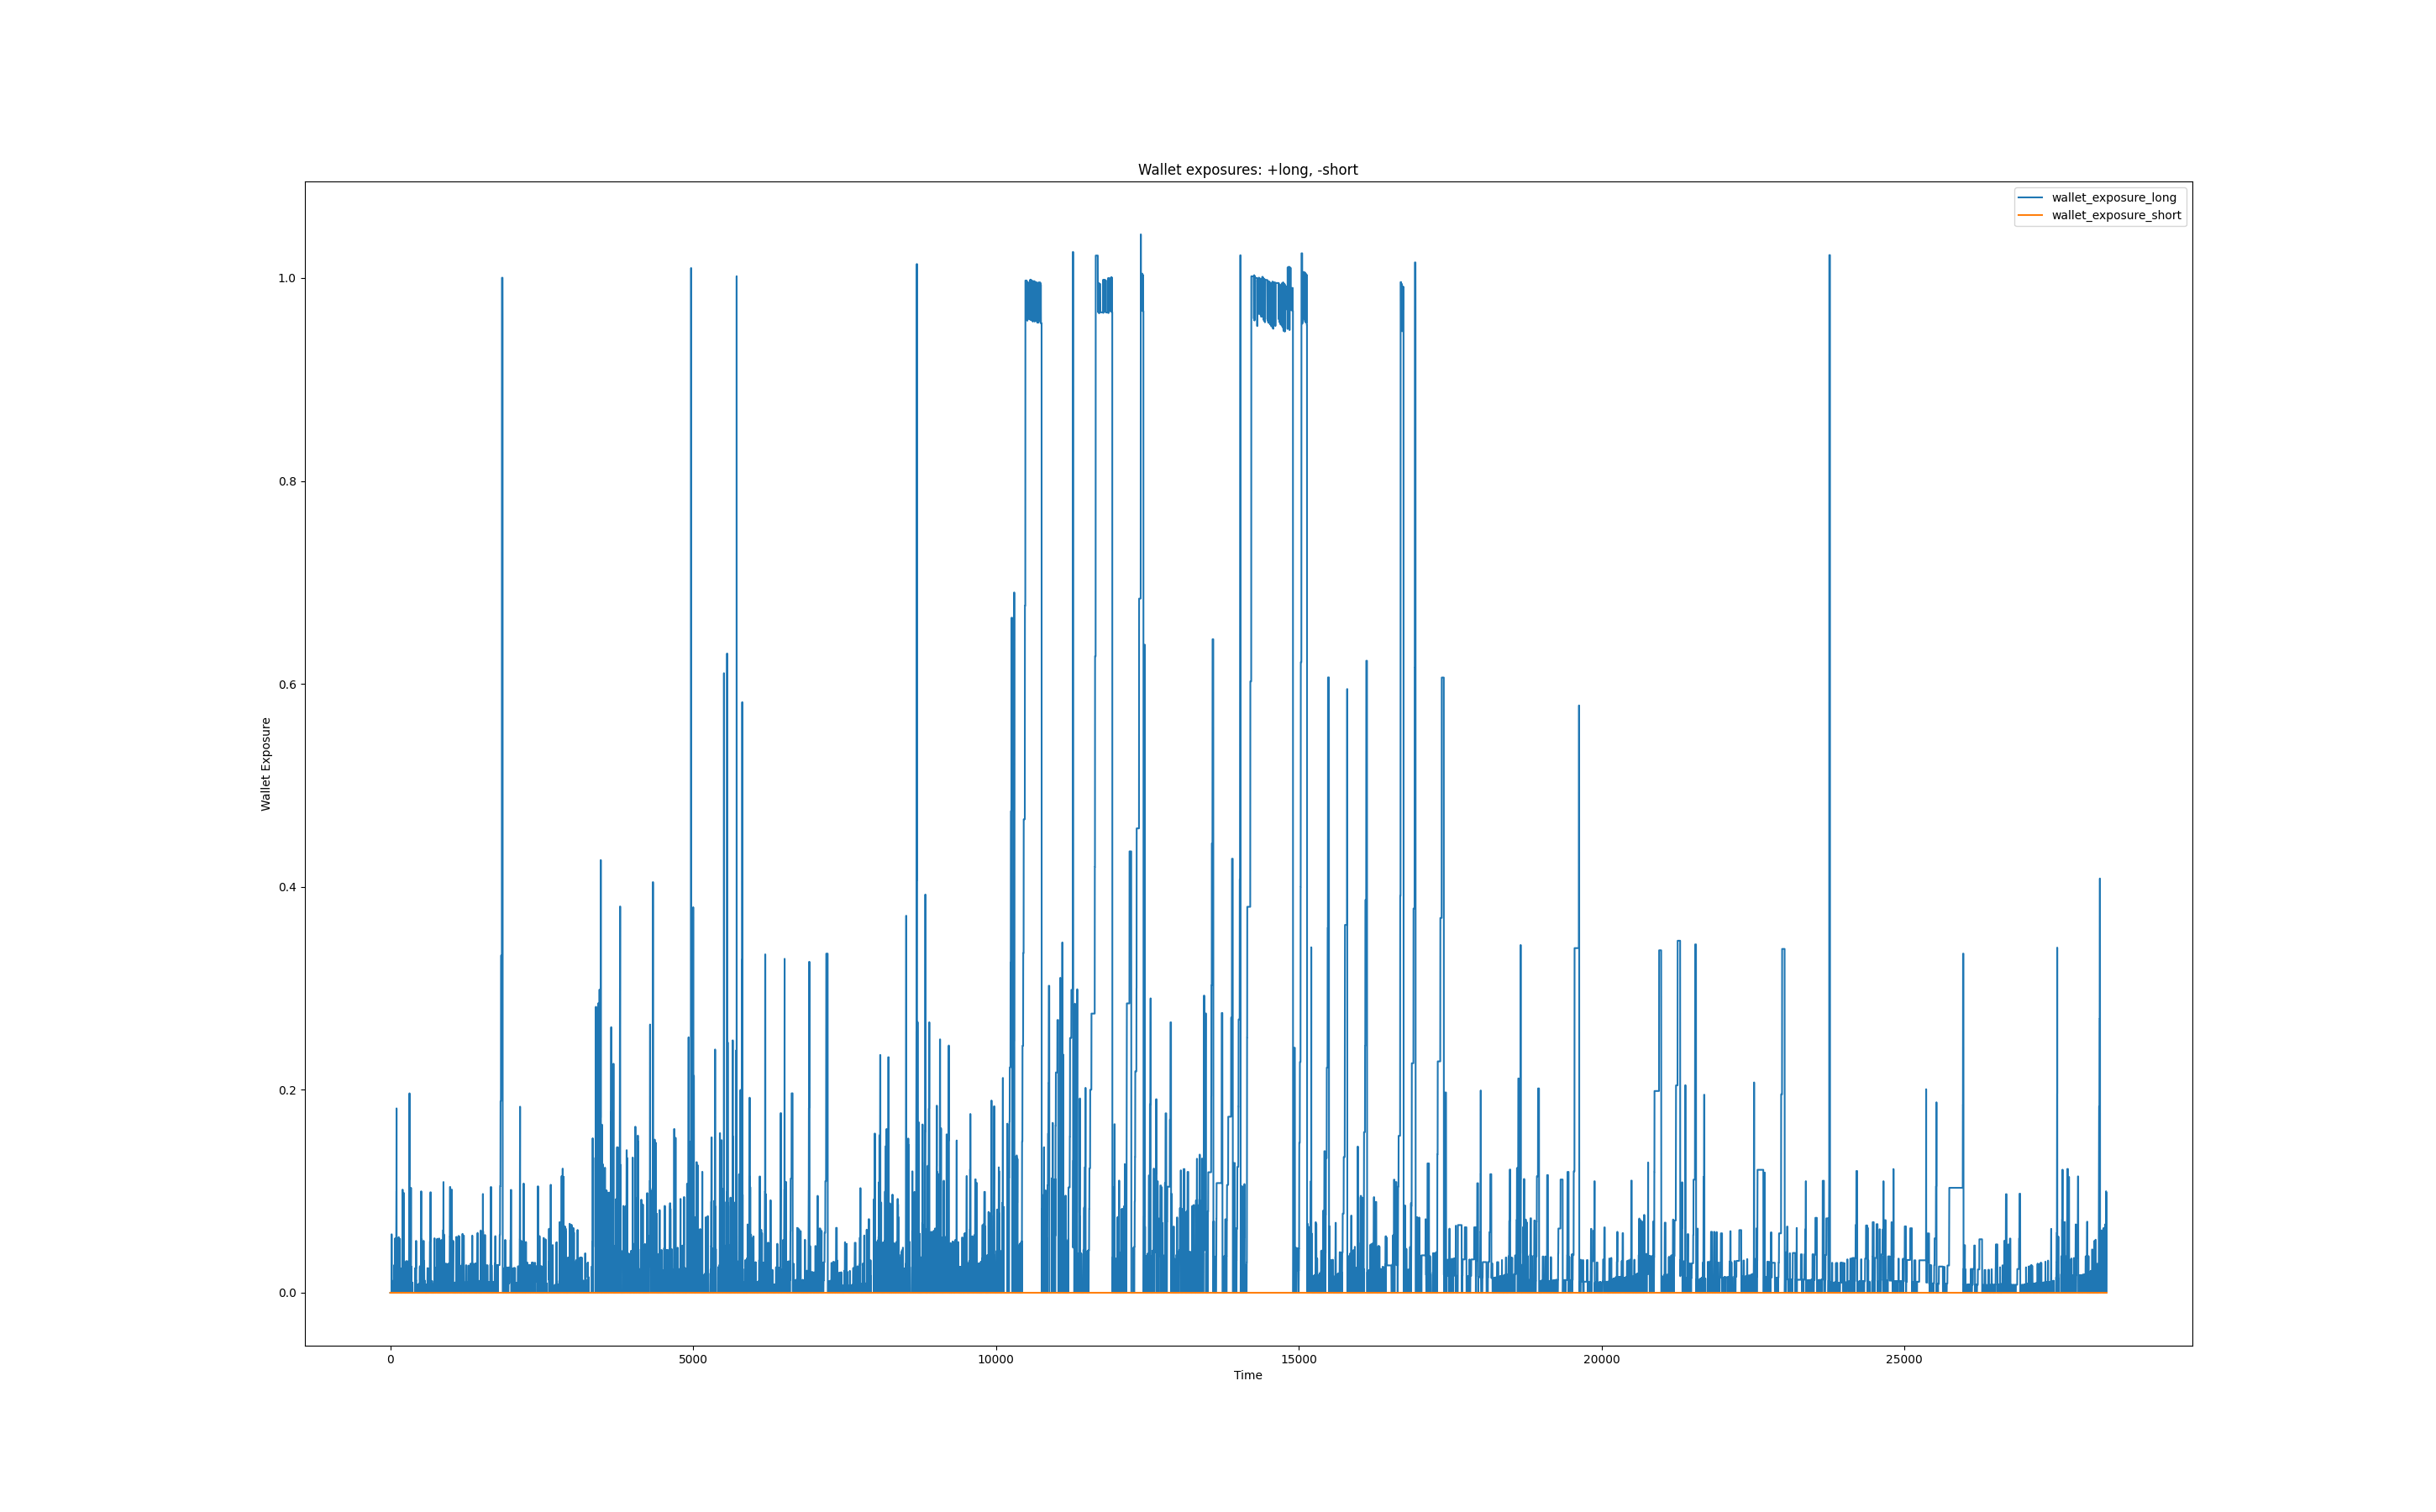 Wallet exposures: +long, -short
wallet_exposure_long
wallet_exposure_short
1.0
0.8
0.6
0.4
0.2
0.0
Wallet Exposure
0 5000 10000 15000 20000 25000
Time